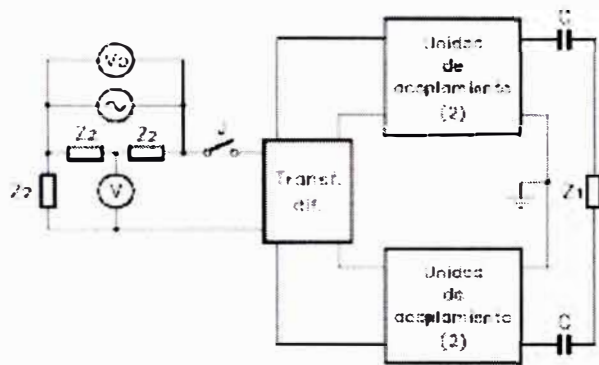 Vo
Z2 Z2
Z2
V
J
Transf.
dif.
Unidad
de
acoplamiento
(2)
C
Z1
Unidad
de
acoplamiento
(2)
C